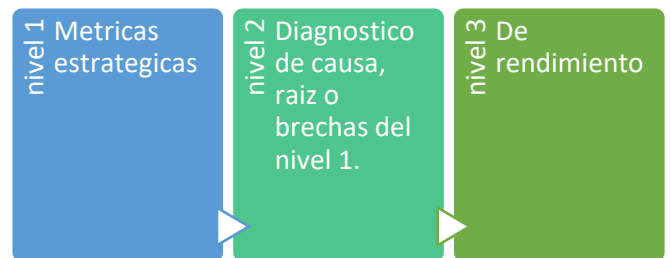 nivel 1
Metricas
estrategicas
nivel 2
Diagnostico
de causa,
raiz o
brechas del
nivel 1.
nivel 3
De
rendimiento